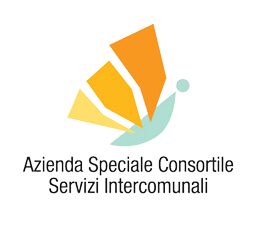 Azienda Speciale Consortile
Servizi Intercomunali